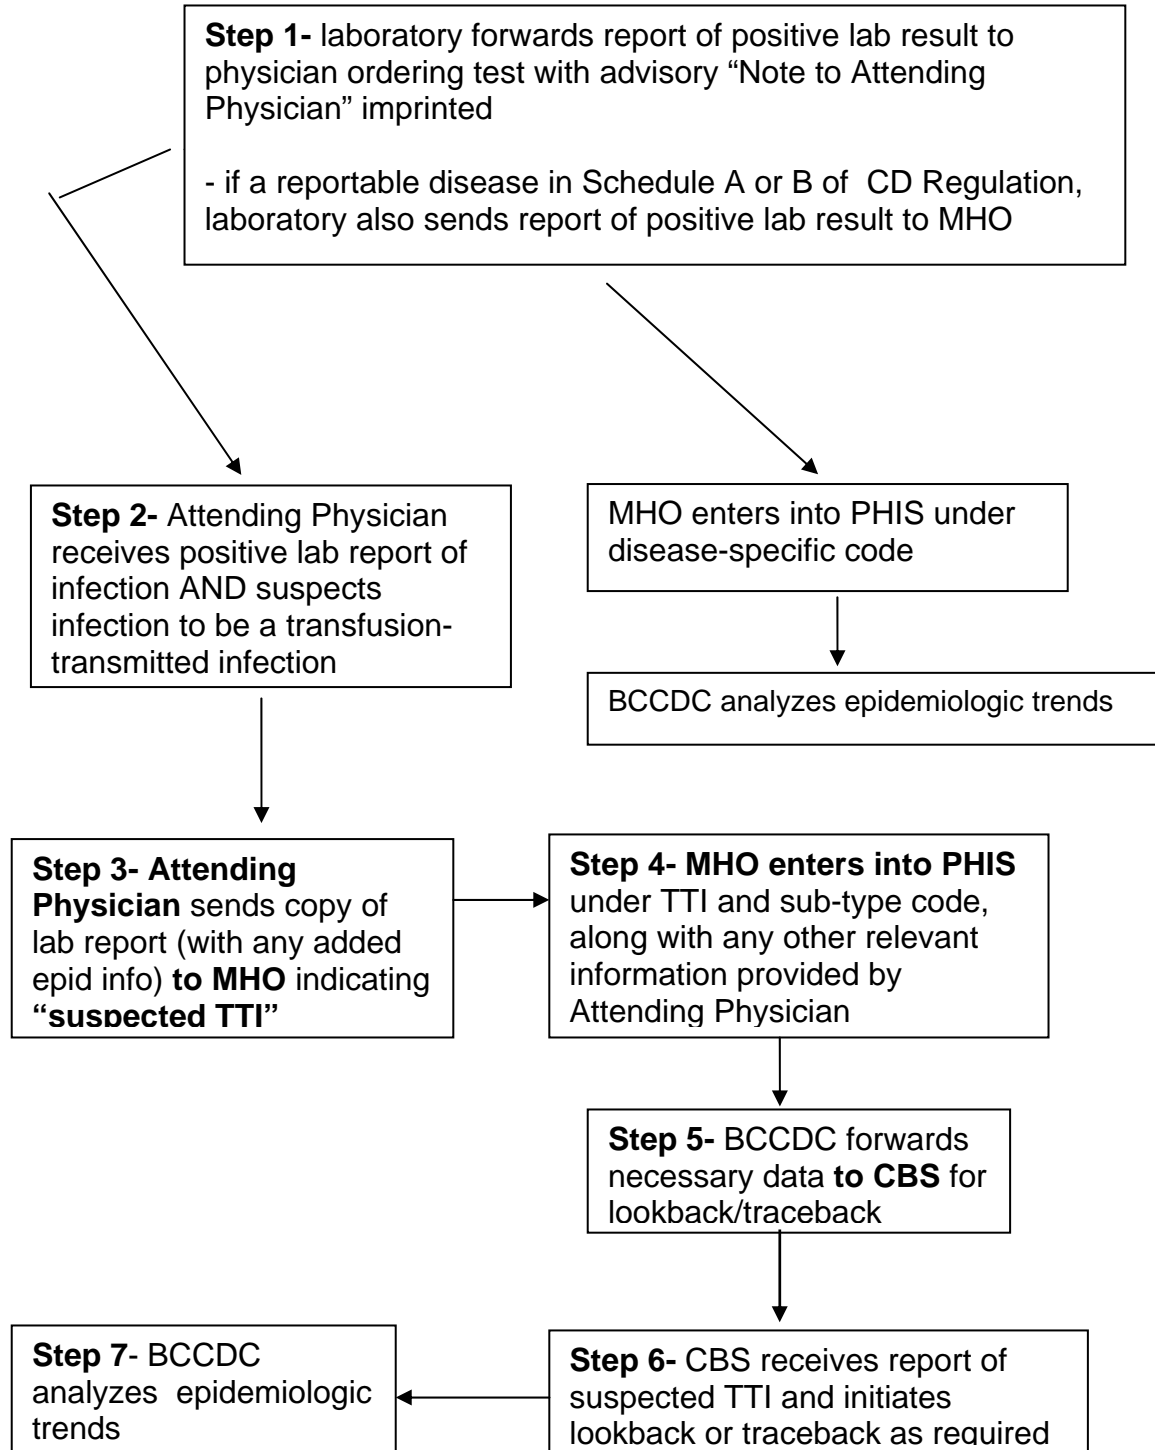 Step 1- laboratory forwards report of positive lab result to
physician ordering test with advisory “Note to Attending
Physician” imprinted
- if a reportable disease in Schedule A or B of  CD Regulation,
laboratory also sends report of positive lab result to MHO
Step 2- Attending Physician
receives positive lab report of
infection AND suspects
infection to be a transfusion-
transmitted infection
MHO enters into PHIS under
disease-specific code
BCCDC analyzes epidemiologic trends
Step 3- Attending
Physician sends copy of
lab report (with any added
epid info) to MHO indicating
“suspected TTI”
Step 4- MHO enters into PHIS
under TTI and sub-type code,
along with any other relevant
information provided by
Attending Physician
Step 5- BCCDC forwards
necessary data to CBS for
lookback/traceback
Step 7- BCCDC
analyzes  epidemiologic
trends
Step 6- CBS receives report of
suspected TTI and initiates
lookback or traceback as required